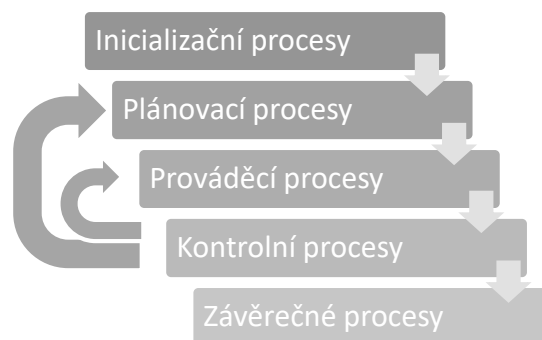 Inicializační procesy
Plánovací procesy
Prováděcí procesy
Kontrolní procesy
Závěrečné procesy